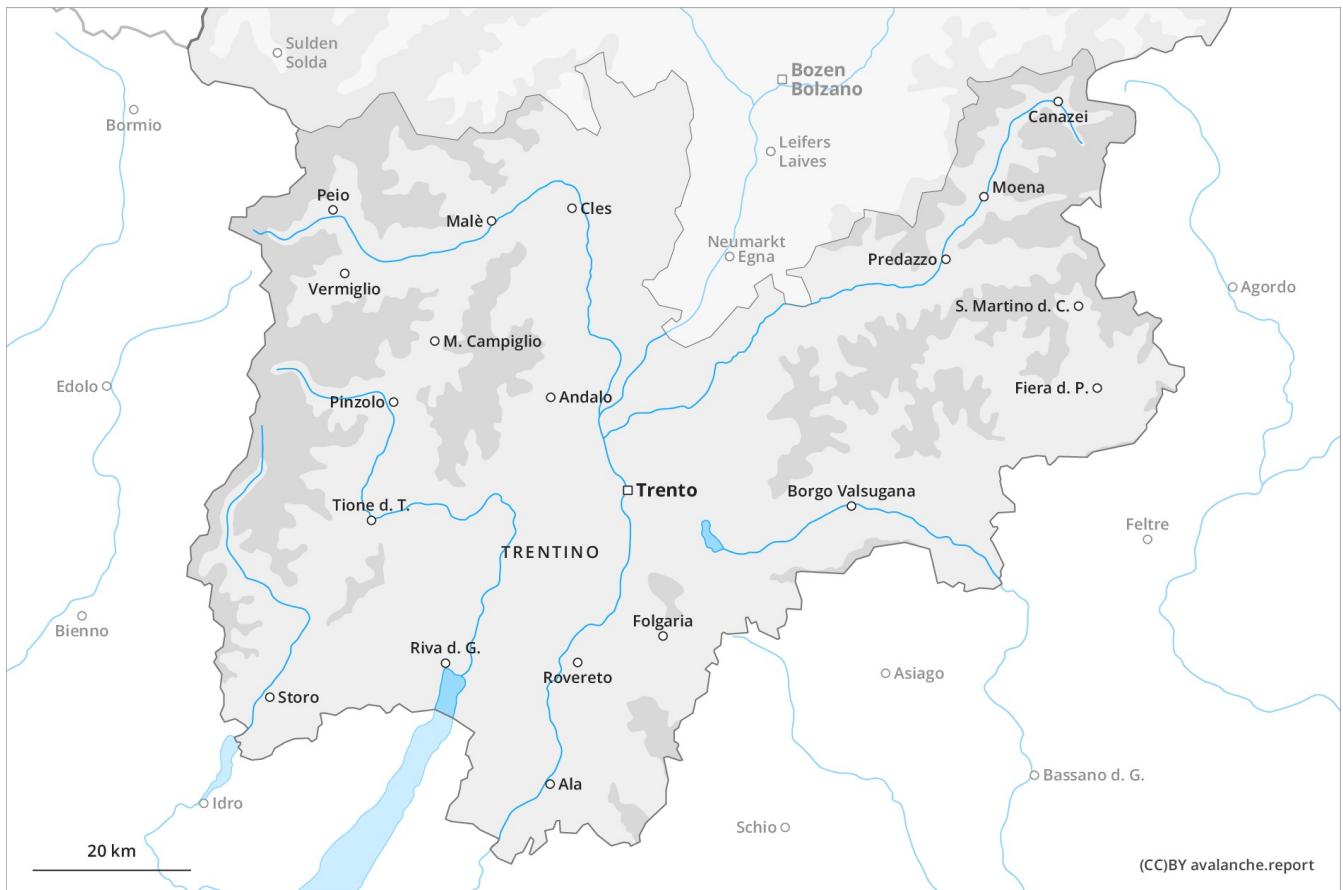 Sulden
Solda
Bozen
Bolzano
Bormio
Canazei
Leifers
Laives
Peio
Moena
Malè
Cles
Neumarkt
Egna
Predazzo
Vermiglio
Agordo
S. Martino d. C.
M. Campiglio
Edolo
Fiera d. P.
Pinzolo
Andalo
Trento
Borgo Valsugana
Tione d. T.
Feltre
TRENTINO
Bienno
Folgaria
Riva d. G.
Asiago
Rovereto
Storo
Bassano d. G.
Ala
Idro
Schio
20 km
(CC)BY avalanche.report